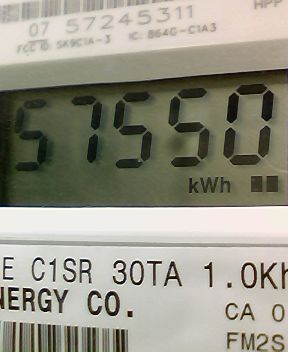 HPP
07 57245311
FCC ID: SK9C1A-3 IC: 864G-C1A3
57550
kWh
E C1SR 30TA 1.0Kh
NERGY CO.
CA 0
FM2S